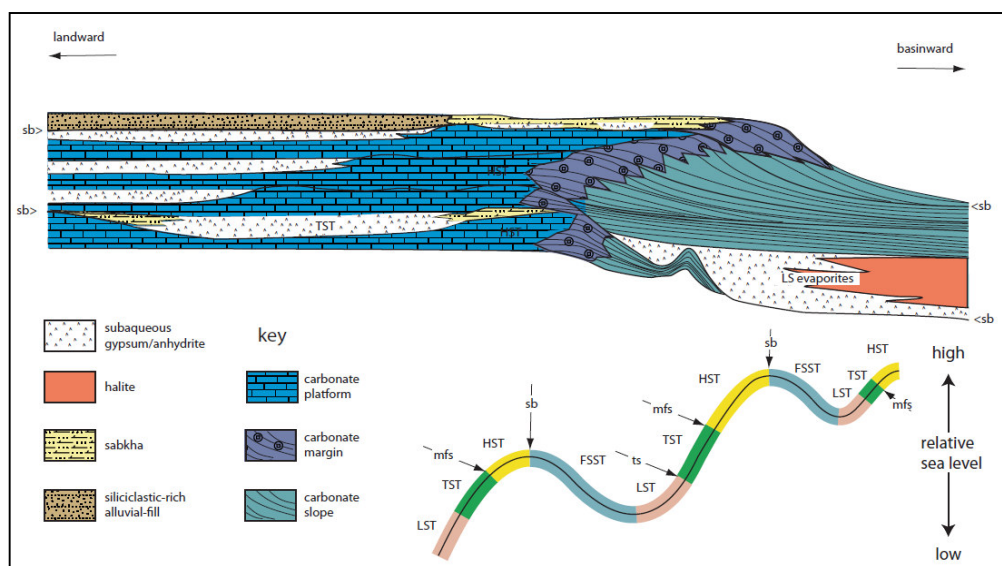 landward
basinward
sb>
HST
sb>
<sb
TST
HST
LS evaporites
<sb
subaqueous
gypsum/anhydrite
key
halite
carbonate
platform
sabkha
carbonate
margin
siliciclastic-rich
alluvial-fill
carbonate
slope
sb
HST
FSST
HST
high
TST
LST
mfs
sb
mfs
HST
TST
mfs
FSST
ts
TST
LST
LST
relative
sea level
low